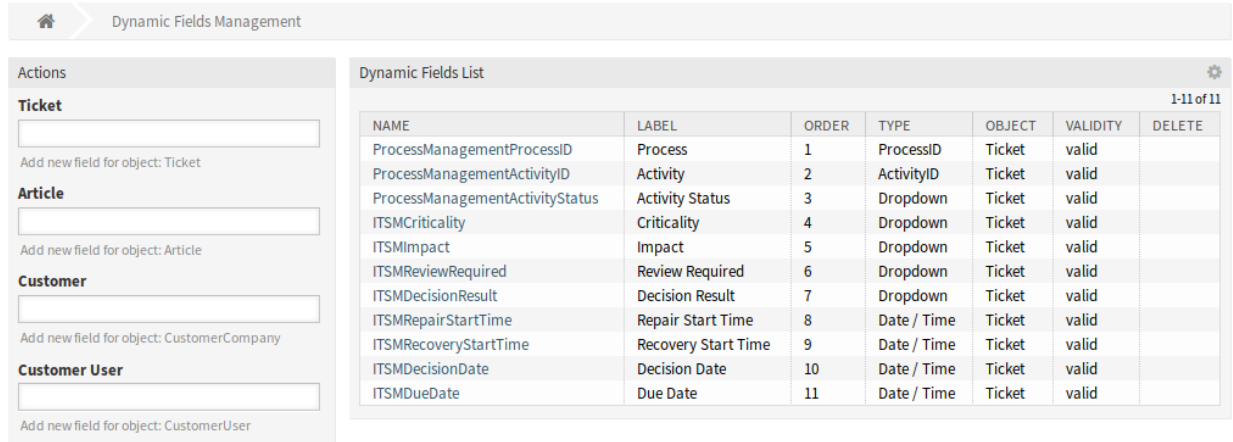 Dynamic Fields Management
Actions
Ticket
Add new field for object: Ticket
Article
Add new field for object: Article
Customer
Add new field for object: CustomerCompany
Customer User
Add new field for object: CustomerUser
Dynamic Fields List
1-11 of 11
NAME LABEL ORDER TYPE OBJECT VALIDITY DELETE
ProcessManagementProcessID Process 1 ProcessID Ticket valid
ProcessManagementActivityID Activity 2 ActivityID Ticket valid
ProcessManagementActivityStatus Activity Status 3 Dropdown Ticket valid
ITSMCriticality Criticality 4 Dropdown Ticket valid
ITSMImpact Impact 5 Dropdown Ticket valid
ITSMReviewRequired Review Required 6 Dropdown Ticket valid
ITSMDecisionResult Decision Result 7 Dropdown Ticket valid
ITSMRepairStartTime Repair Start Time 8 Date / Time Ticket valid
ITSMRecoveryStartTime Recovery Start Time 9 Date / Time Ticket valid
ITSMDecisionDate Decision Date 10 Date / Time Ticket valid
ITSMDueDate Due Date 11 Date / Time Ticket valid